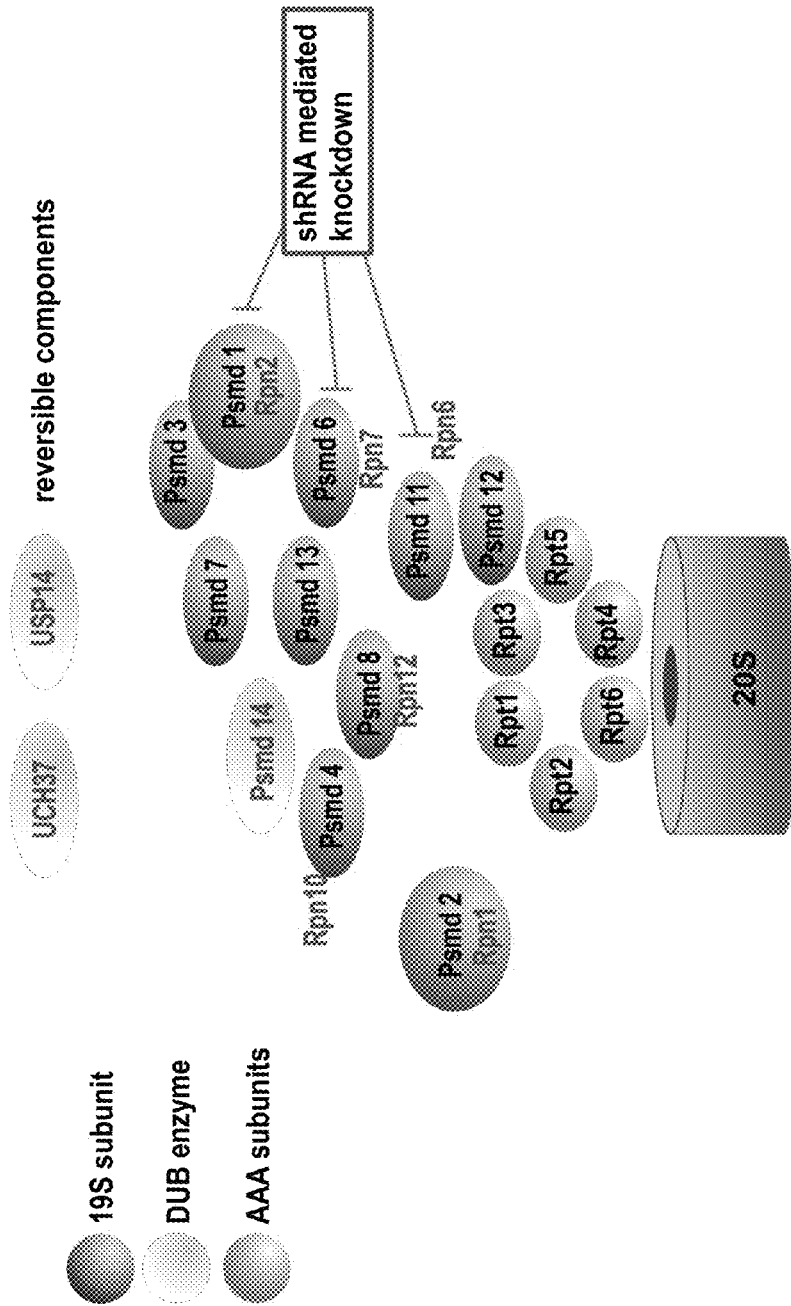 19S subunit
DUB enzyme
AAA subunits
UCH37
USP14
reversible components
Psmd 3
Psmd 1
Rpn2
Psmd 7
Psmd 14
Psmd 13
Psmd 6
Rpn7
Rpn10
Psmd 4
Psmd 8
Rpn12
Psmd 11
Rpn6
Psmd 12
Psmd 2
Rpn1
Rpt1
Rpt3
Rpt5
Rpt2
Rpt6
Rpt4
20S
shRNA mediated
knockdown